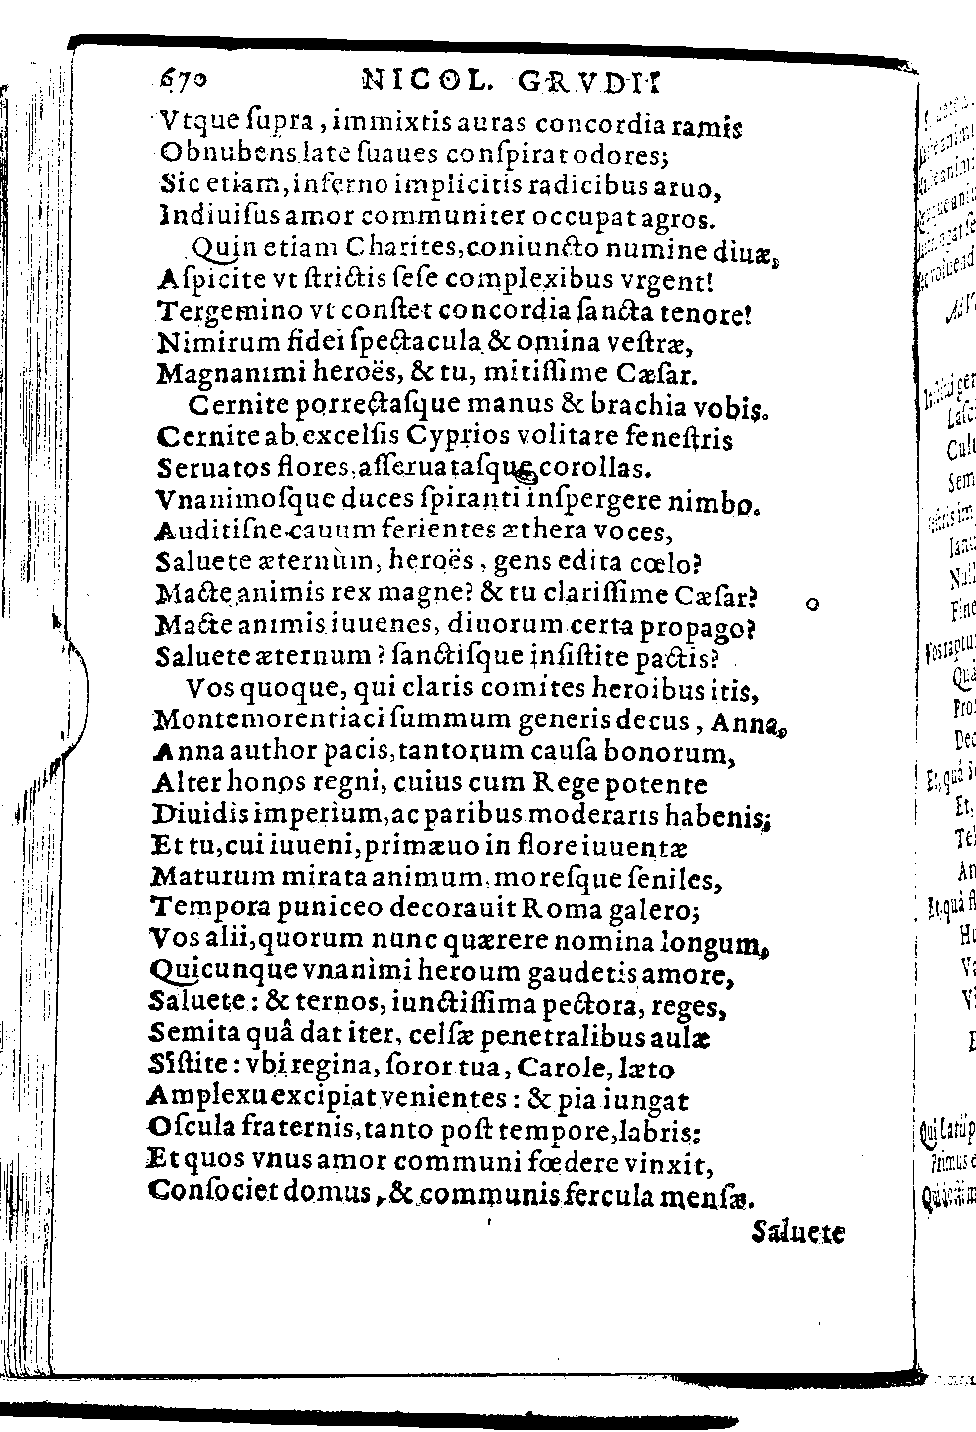 670 NICOL. GRVDII
Vtque ſupra, immixtis auras concordia ramis
Obnubens late ſuaues conſpirat odores;
Sic etiam, inferno implicitis radicibus aruo,
Indiuiſus amor communiter occupat agros.
Quin etiam Charites, coniuncto numine diuæ,
Aſpicite vt ſtrictis ſeſe complexibus vrgent!
Tergemino vt conſtet concordia ſancta tenore!
Nimirum fidei ſpectacula & omina veſtræ,
Magnanimi heroës, & tu, mitiſſime Cæſar.
Cernite porrectaſque manus & brachia vobis.
Cernite ab excelſis Cyprios volitare feneſtris
Seruatos flores, aſſeruataſque corollas.
Vnanimoſque duces ſpiranti inſpergere nimbo.
Auditiſne cauum ferientes æthera voces,
Saluete æternùm, heroës, gens edita cœlo?
Macte animis rex magne? & tu clariſſime Cæſar?
Macte animis iuuenes, diuorum certa propago?
Saluete æternum? ſanctiſque inſiſtite pactis?
Vos quoque, qui claris comites heroibus itis,
Montemorentiaci ſummum generis decus, Anna,
Anna author pacis, tantorum cauſa bonorum,
Alter honos regni, cuius cum Rege potente
Diuidis imperium, ac paribus moderaris habenis;
Et tu, cui iuueni, primæuo in flore iuuentæ
Maturum mirata animum, moreſque ſeniles,
Tempora puniceo decorauit Roma galero;
Vos alii, quorum nunc quærere nomina longum,
Quicunque vnanimi heroum gaudetis amore,
Saluete: & ternos, iunctiſſima pectora, reges,
Semita quâ dat iter, celſæ penetralibus aulæ
Siſtite: vbi regina, ſoror tua, Carole, læto
Amplexu excipiat venientes: & pia iungat
Oſcula fraternis, tanto poſt tempore, labris:
Et quos vnus amor communi fœdere vinxit,
Conſociet domus, & communis fercula menſæ.
Saluete